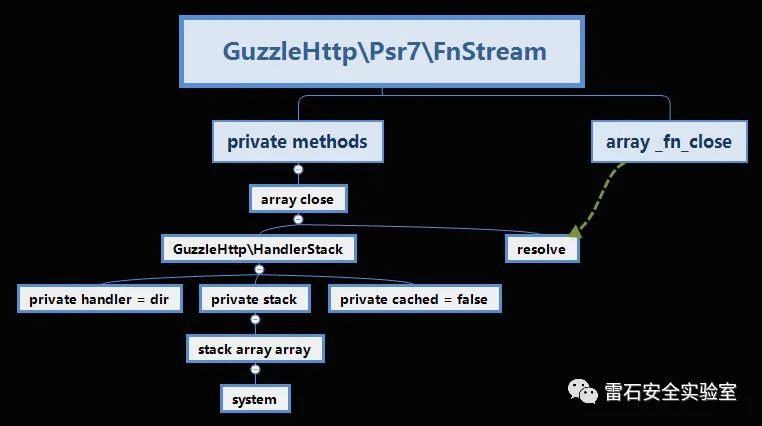 GuzzleHttp\Psr7\FnStream
private methods
array _fn_close
array close
GuzzleHttp\HandlerStack
resolve
private handler = dir
private stack
private cached = false
stack array array
system
雷石安全实验室